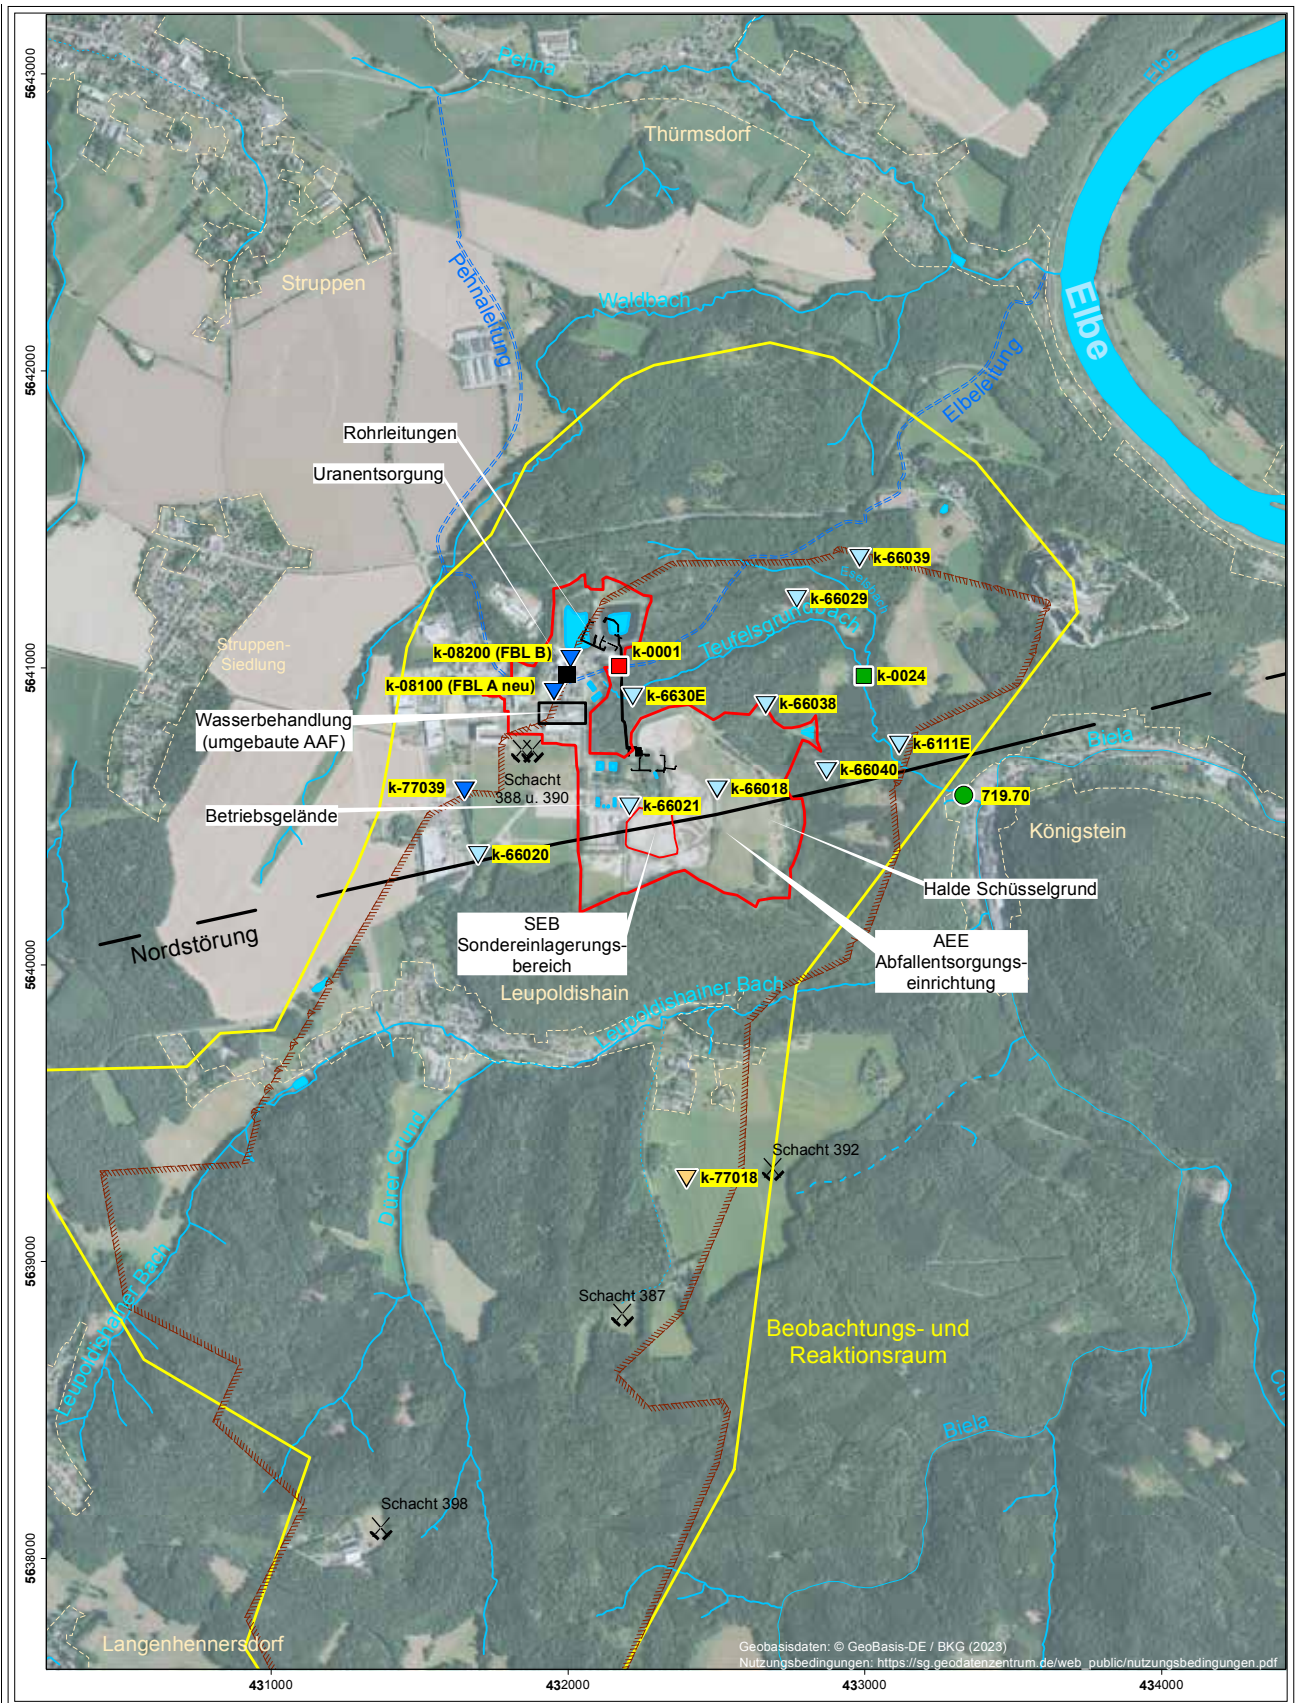 Pehna
Elbe
Thürmsdorf
5643000
Struppen
Pehnaleitung
Waldbach
Elbe
5642000
Elbeleitung
Rohrleitungen
Uranentsorgung
k-66039
Eselsgrund
k-66029
Teufelsgrundbach
Struppen-
Siedlung
5641000
k-08200 (FBL B)
k-0001
k-0024
k-08100 (FBL A neu)
k-6630E
k-66038
Wasserbehandlung
(umgebaute AAF)
k-6111E
Biela
k-66040
Schacht
388 u. 390
k-77039
k-66018
k-66021
719.70
Betriebsgelände
Königstein
k-66020
Halde Schüsselgrund
Nordstörung
SEB
Sondereinlagerungs-
bereich
AEE
Abfallentsorgungs-
einrichtung
5640000
Leupoldishain
Leupoldishainer Bach
Dürer Grund
Schacht 392
k-77018
5639000
Leupoldishainer Bach
Schacht 387
Beobachtungs- und
Reaktionsraum
Biela
Schacht 398
5638000
Langenhennersdorf
Geobasisdaten: © GeoBasis-DE / BKG (2023)
Nutzungsbedingungen: https://sg.geodatenzentrum.de/web_public/nutzungsbedingungen.pdf
431000
432000
433000
434000